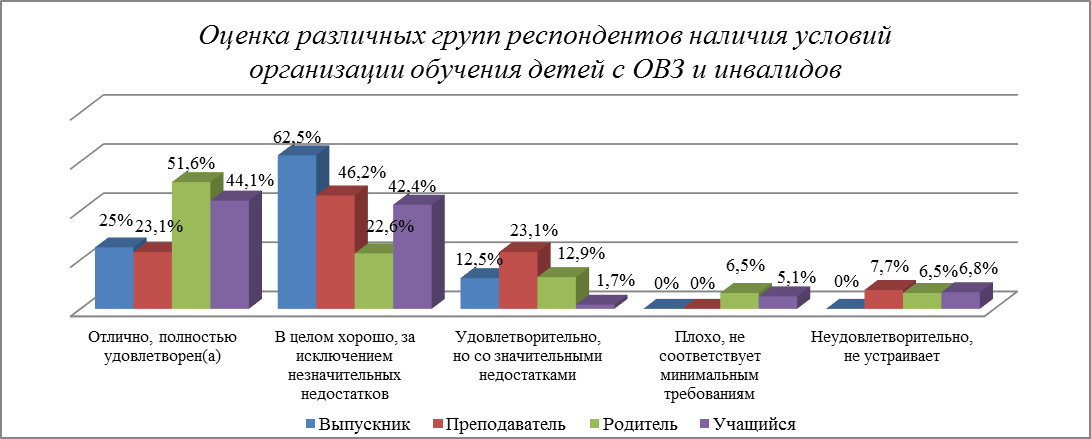 Оценка различных групп респондентов наличия условий
организации обучения детей с ОВЗ и инвалидов
25%
23,1%
51,6%
44,1%
62,5%
46,2%
22,6%
42,4%
12,5%
23,1%
12,9%
1,7%
0%
0%
6,5%
5,1%
0%
7,7%
6,5%
6,8%
Отлично, полностью
удовлетворен(а)
В целом хорошо, за
исключением
незначительных
недостатков
Удовлетворительно,
но со значительными
недостатками
Плохо, не
соответствует
минимальным
требованиям
Неудовлетворительно,
не устраивает
Выпускник
Преподаватель
Родитель
Учащийся